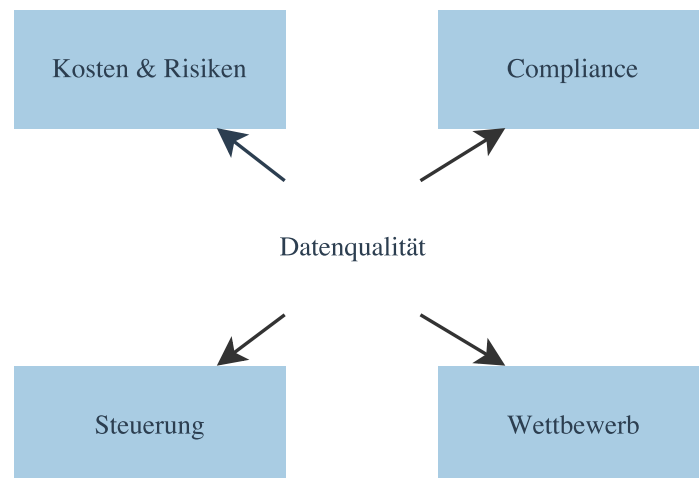 Kosten & Risiken
Compliance
Datenqualität
Steuerung
Wettbewerb